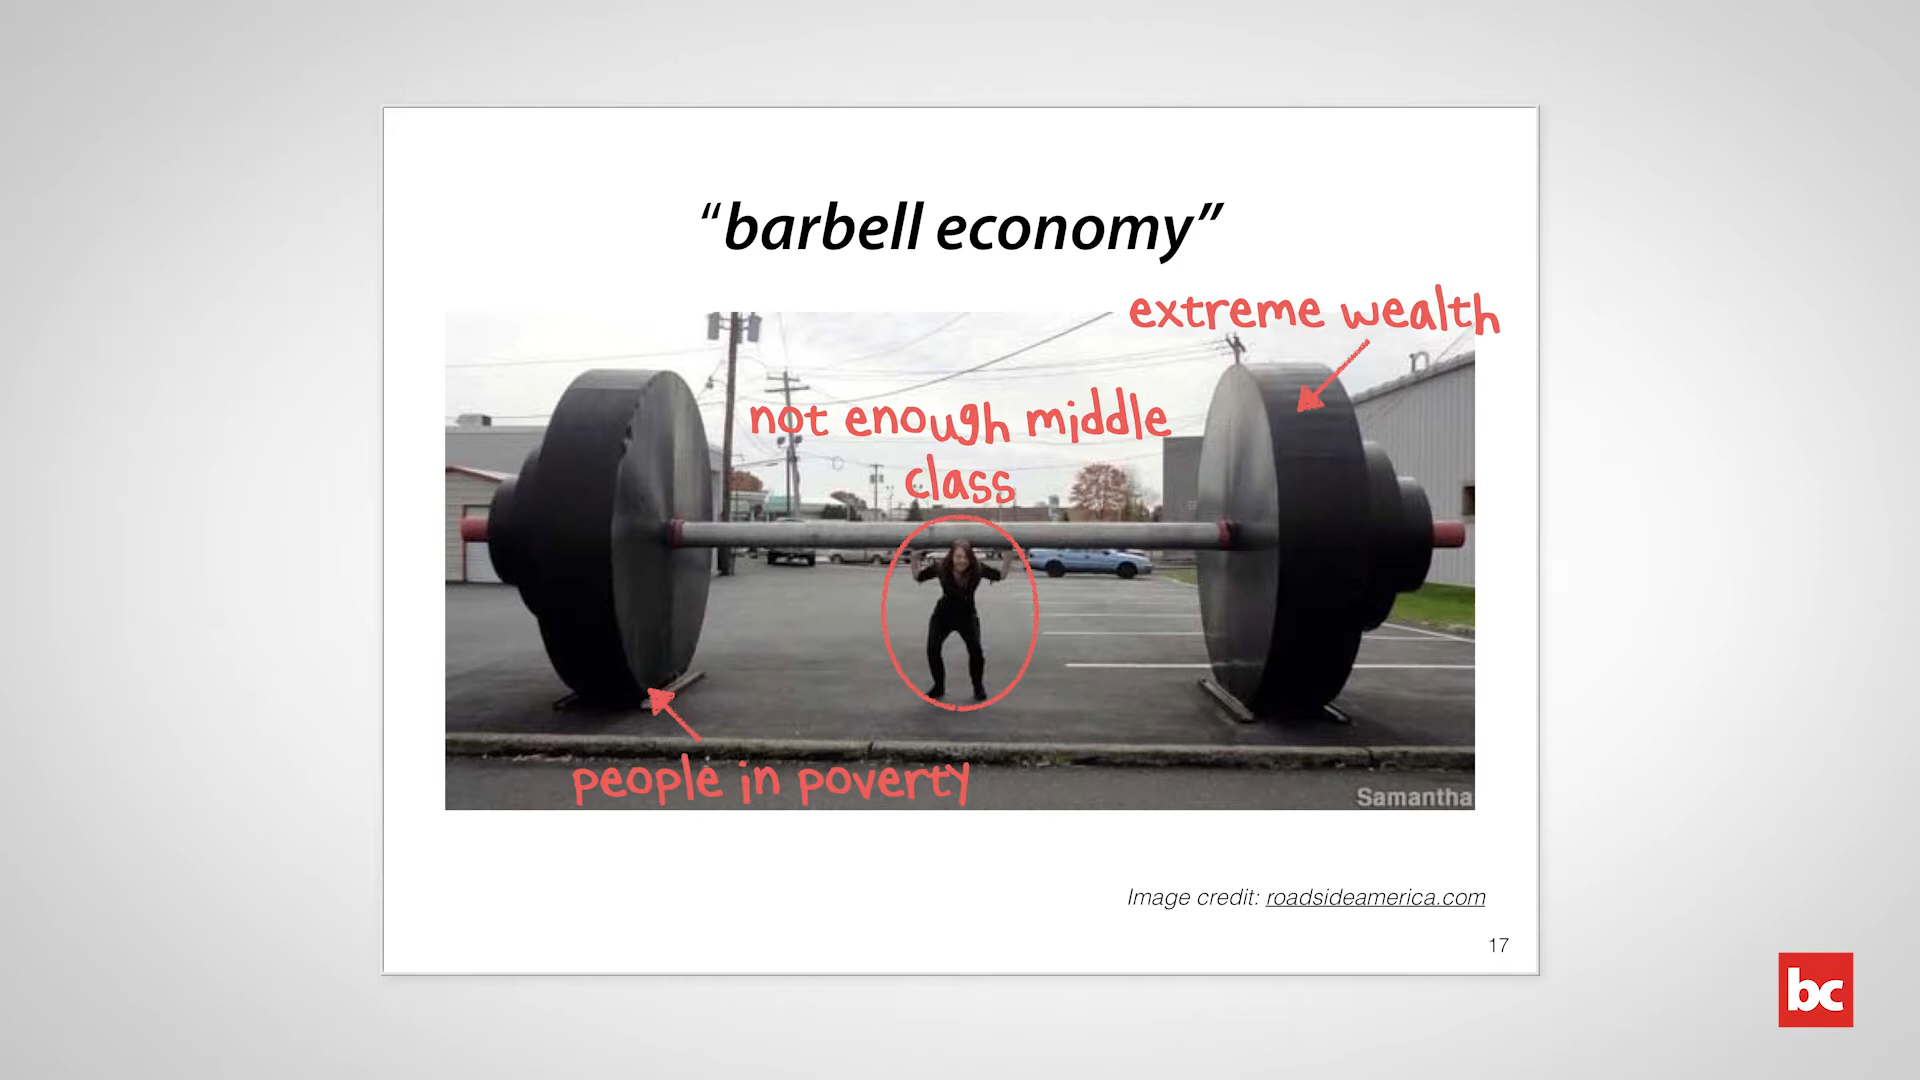 “barbell economy”
extreme wealth
not enough middle
class
people in poverty
Samantha
Image credit: roadsideamerica.com
17
bc